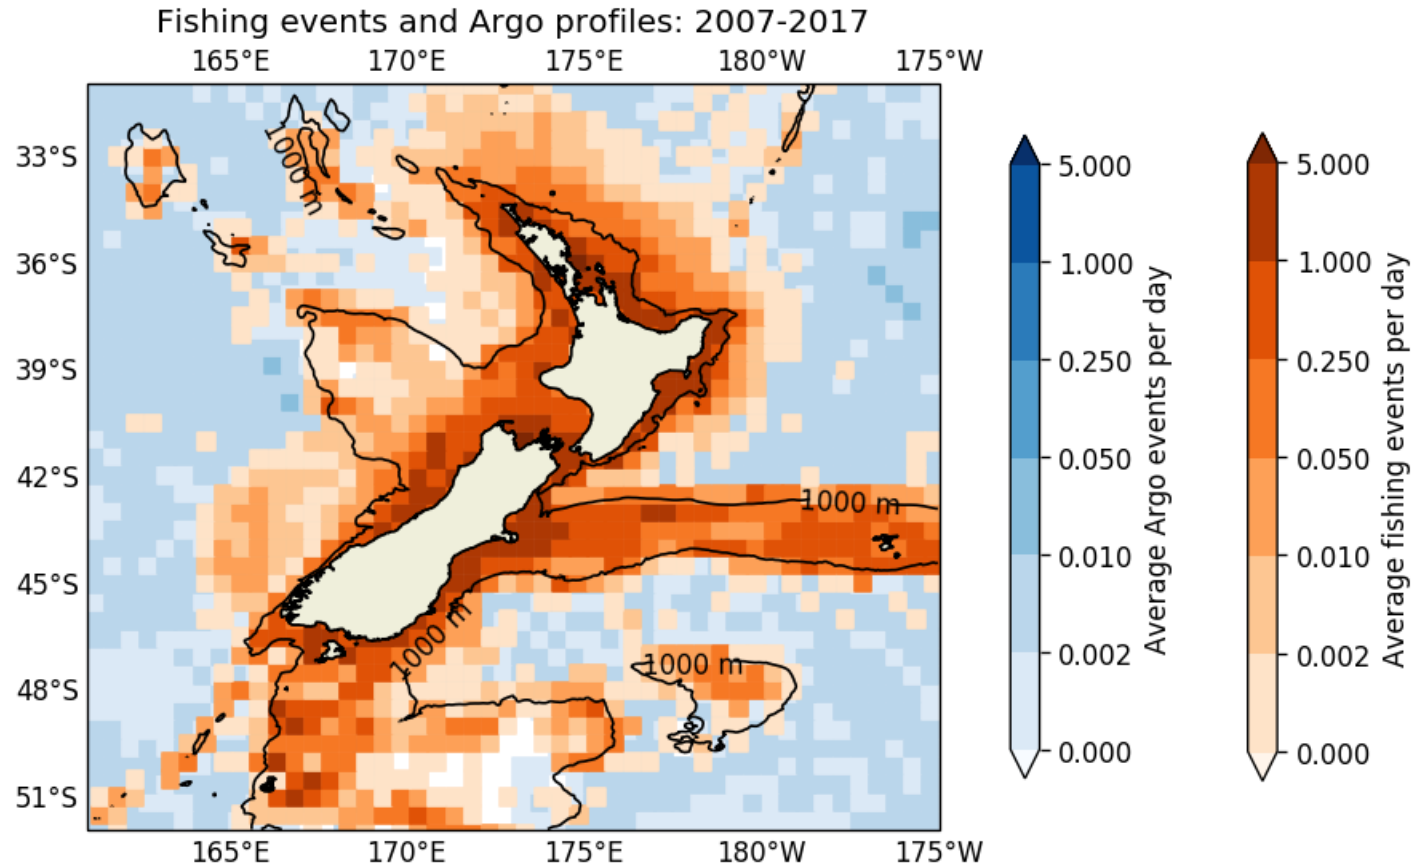 Fishing events and Argo profiles: 2007-2017
165°E 170°E 175°E 180°W 175°W
33°S
36°S
39°S
42°S
45°S
48°S
51°S
1000 m
1000 m
1000 m
1000 m
165°E 170°E 175°E 180°W 175°W
5.000
1.000
0.250
0.050
0.010
0.002
0.000
Average Argo events per day
5.000
1.000
0.250
0.050
0.010
0.002
0.000
Average fishing events per day